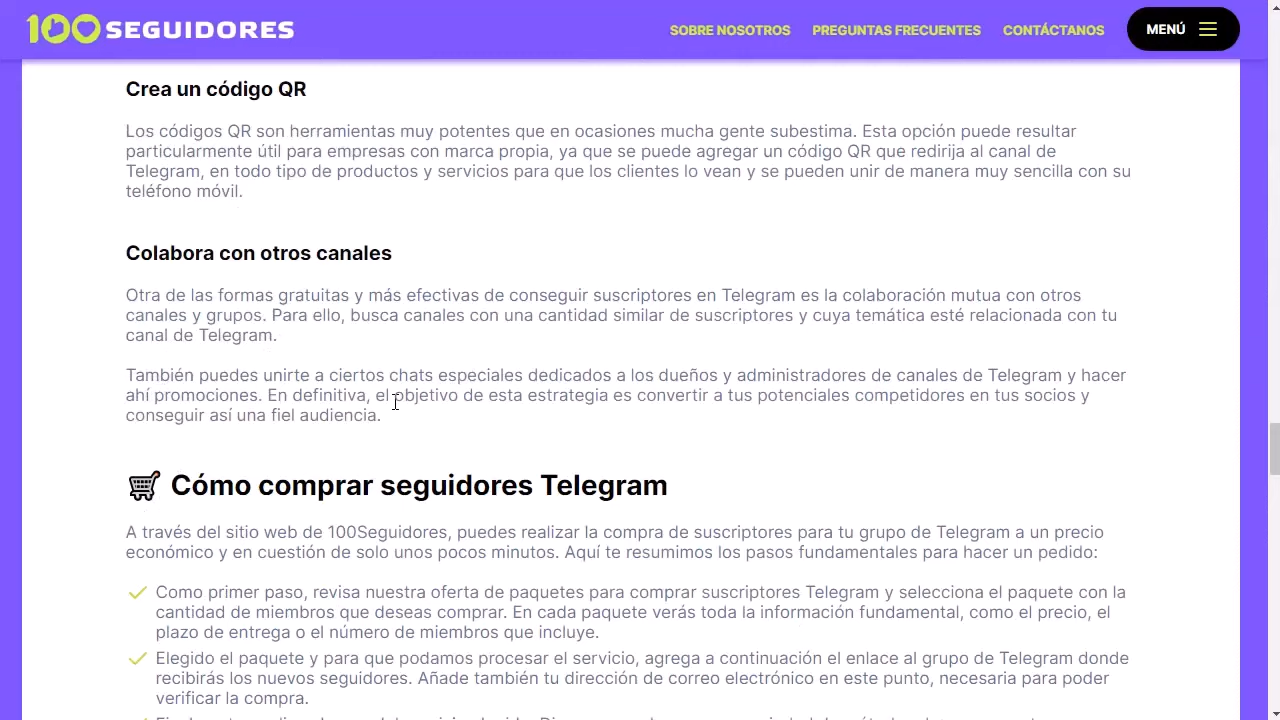 100 SEGUIDORES
SOBRE NOSOTROS
PREGUNTAS FRECUENTES
CONTÁCTANOS
MENÚ
Crea un código QR
Los códigos QR son herramientas muy potentes que en ocasiones mucha gente subestima. Esta opción puede resultar
particularmente útil para empresas con marca propia, ya que se puede agregar un código QR que redirija al canal de
Telegram, en todo tipo de productos y servicios para que los clientes lo vean y se pueden unir de manera muy sencilla con su
teléfono móvil.
Colabora con otros canales
Otra de las formas gratuitas y más efectivas de conseguir suscriptores en Telegram es la colaboración mutua con otros
canales y grupos. Para ello, busca canales con una cantidad similar de suscriptores y cuya temática esté relacionada con tu
canal de Telegram.
También puedes unirte a ciertos chats especiales dedicados a los dueños y administradores de canales de Telegram y hacer
ahí promociones. En definitiva, el objetivo de esta estrategia es convertir a tus potenciales competidores en tus socios y
conseguir así una fiel audiencia.
Cómo comprar seguidores Telegram
A través del sitio web de 100Seguidores, puedes realizar la compra de suscriptores para tu grupo de Telegram a un precio
económico y en cuestión de solo unos pocos minutos. Aquí te resumimos los pasos fundamentales para hacer un pedido:
Como primer paso, revisa nuestra oferta de paquetes para comprar suscriptores Telegram y selecciona el paquete con la
cantidad de miembros que deseas comprar. En cada paquete verás toda la información fundamental, como el precio, el
plazo de entrega o el número de miembros que incluye.
Elegido el paquete y para que podamos procesar el servicio, agrega a continuación el enlace al grupo de Telegram donde
recibirás los nuevos seguidores. Añade también tu dirección de correo electrónico en este punto, necesaria para poder
verificar la compra.